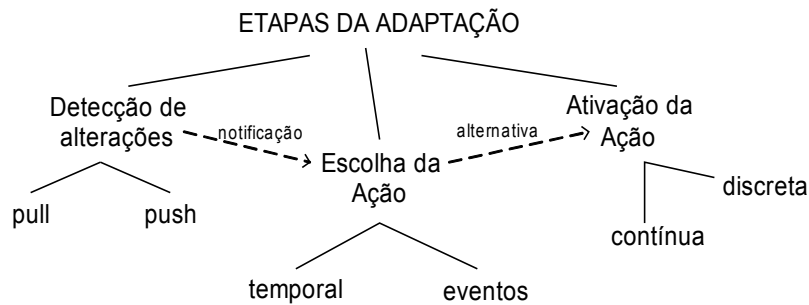 ETAPAS DA ADAPTAÇÃO
Detecção de
alterações
notificação
Escolha da
Ação
alternativa
Ativação da
Ação
pull
push
temporal
eventos
contínua
discreta